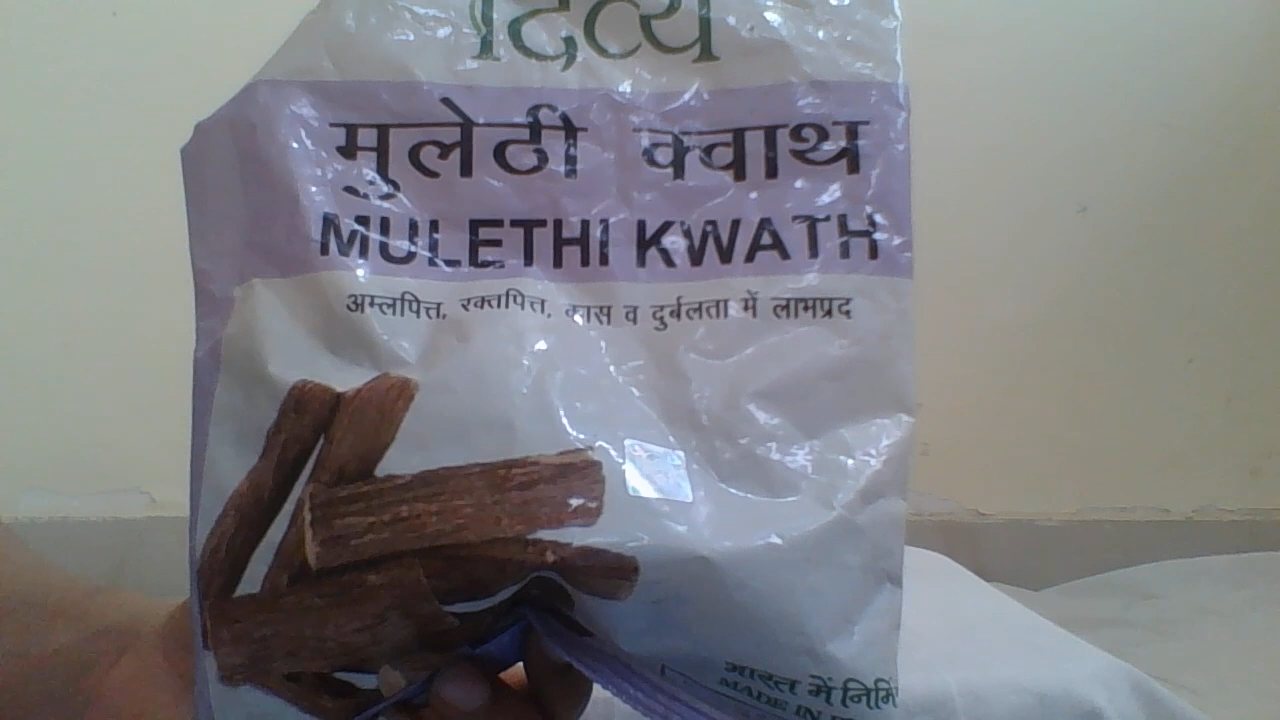 दिव्य
मुलेठी क्वाथ
MULETHI KWATH
अम्लपित्त, रक्तपित्त, कास व दुर्बलता में लाभप्रद
भारत में
MADE IN